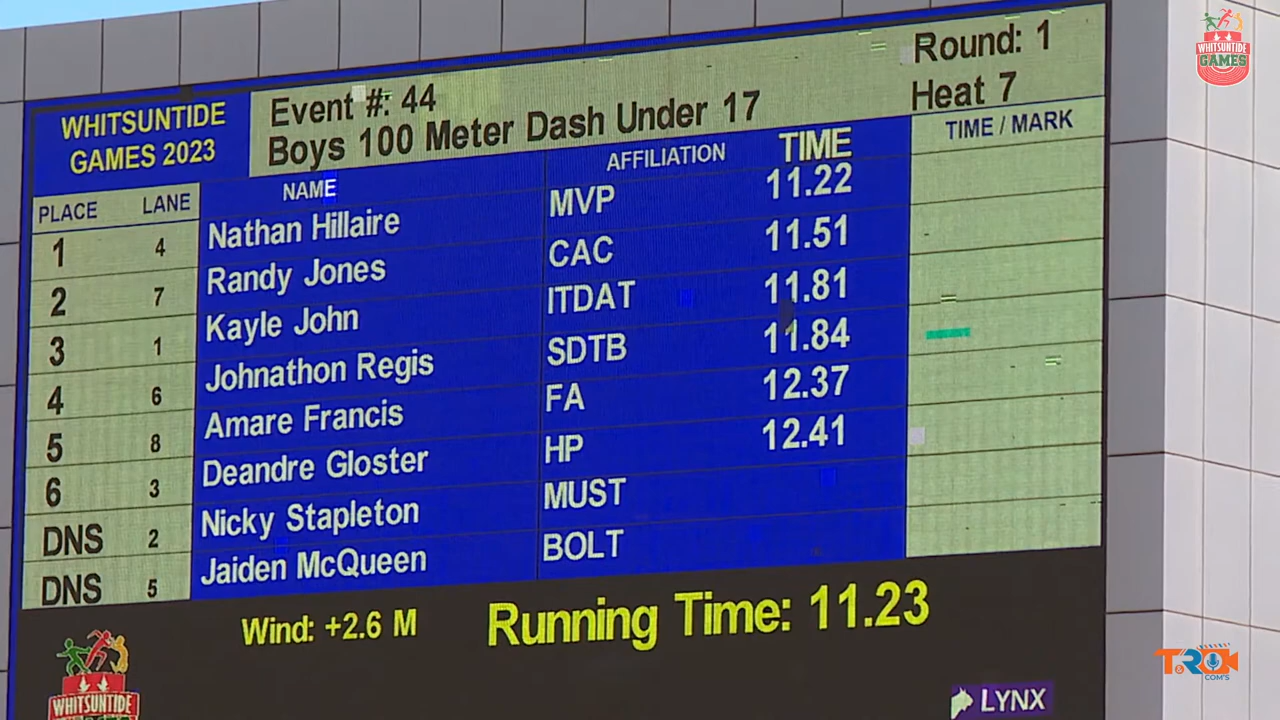 WHITSUNTIDE
GAMES 2023
Event #: 44
Boys 100 Meter Dash Under 17
Round: 1
Heat 7
PLACE LANE NAME AFFILIATION TIME TIME / MARK
1 4 Nathan Hillaire MVP 11.22
2 7 Randy Jones CAC 11.51
3 1 Kayle John ITDAT 11.81
4 6 Johnathon Regis SDTB 11.84
5 8 Amare Francis FA 12.37
6 3 Deandre Gloster HP 12.41
DNS 2 Nicky Stapleton MUST
DNS 5 Jaiden McQueen BOLT
Wind: +2.6 M Running Time: 11.23
WHITSUNTIDE
LYNX
WHITSUNTIDE
GAMES
T&RO
COM'S